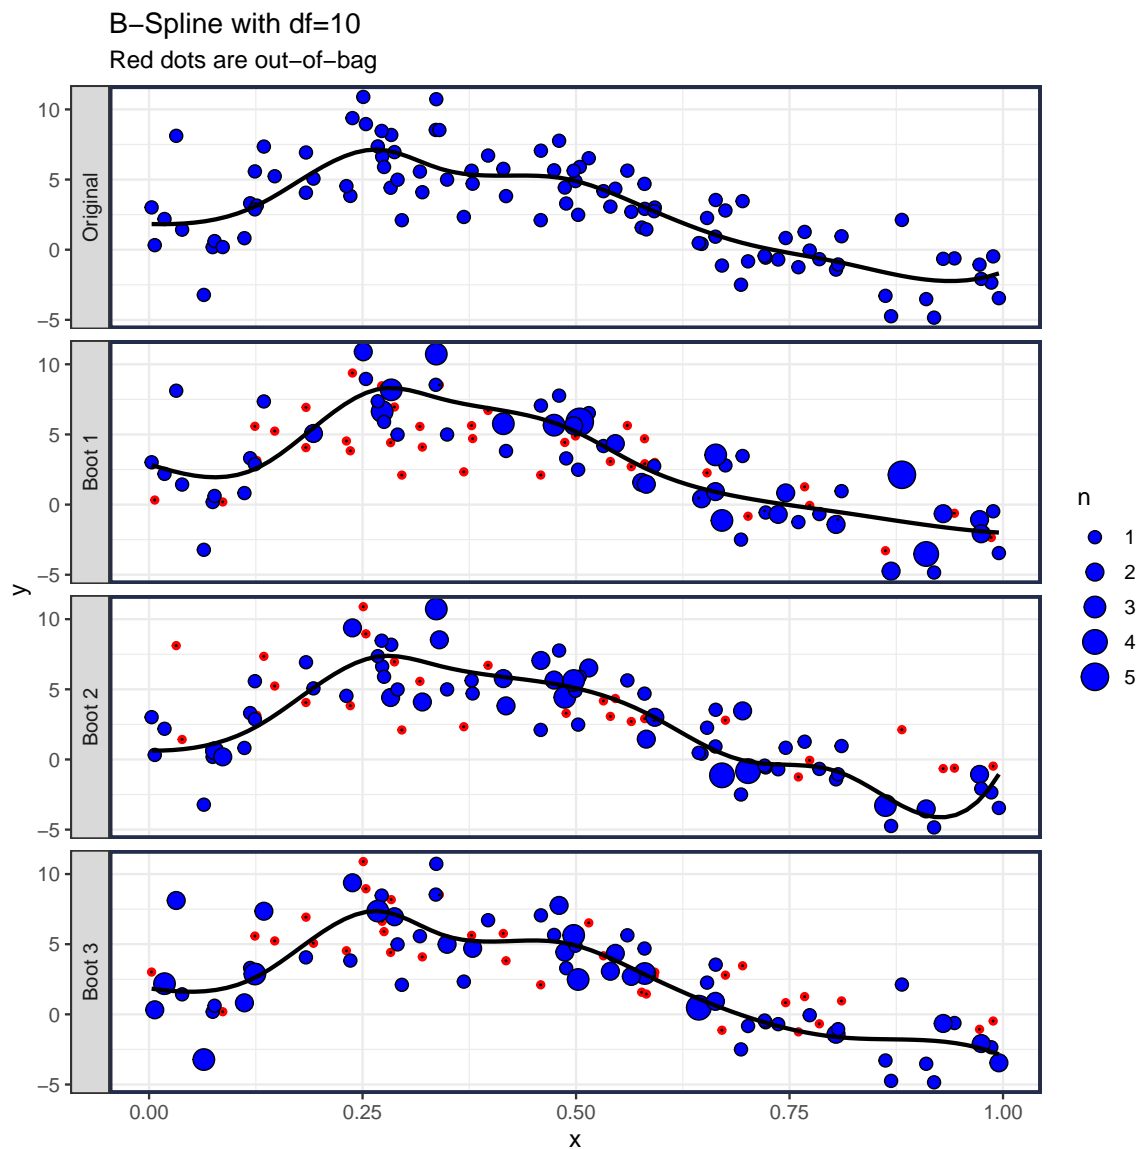 B−Spline with df=10
Red dots are out−of−bag
y
Original
10
5
0
−5
Boot 1
10
5
0
−5
Boot 2
10
5
0
−5
Boot 3
10
5
0
−5
0.00 0.25 0.50 0.75 1.00
x
n
1
2
3
4
5